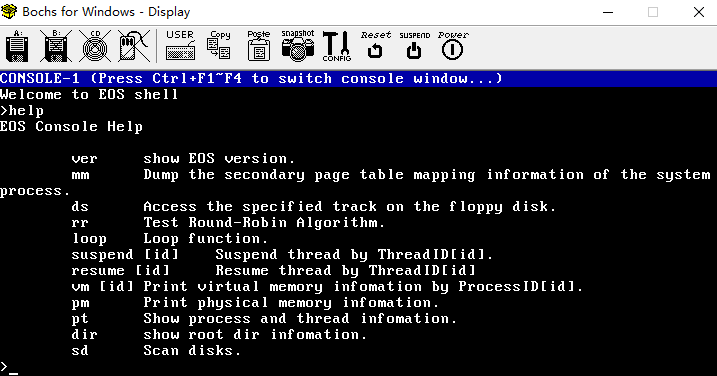 Bochs for Windows - Display
A: B: CD USER Copy Paste snapshot CONFIG Reset SUSPEND Power
CONSOLE-1 (Press Ctrl+F1~F4 to switch console window...)
Welcome to EOS shell
>help
EOS Console Help
ver show EOS version.
mm Dump the secondary page table mapping information of the system
process.
ds Access the specified track on the floppy disk.
rr Test Round-Robin Algorithm.
loop Loop function.
suspend [id] Suspend thread by ThreadID[id].
resume [id] Resume thread by ThreadID[id]
vm [id] Print virtual memory infomation by ProcessID[id].
pm Print physical memory infomation.
pt Show process and thread infomation.
dir show root dir infomation.
sd Scan disks.
>_